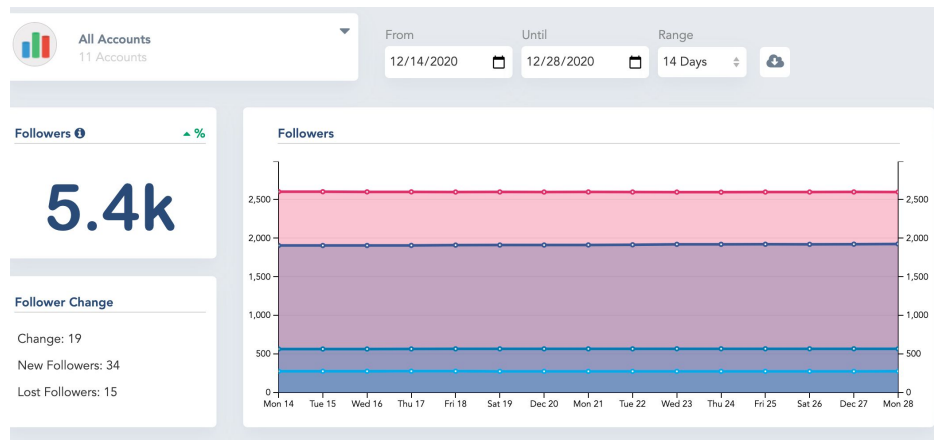 All Accounts
11 Accounts
From
Until
Range
12/14/2020
12/28/2020
14 Days
Followers
%
5.4k
Follower Change
Change: 19
New Followers: 34
Lost Followers: 15
Followers
2,500
2,500
2,000
2,000
1,500
1,500
1,000
1,000
500
500
0
0
Mon 14 Tue 15 Wed 16 Thu 17 Fri 18 Sat 19 Dec 20 Mon 21 Tue 22 Wed 23 Thu 24 Fri 25 Sat 26 Dec 27 Mon 28